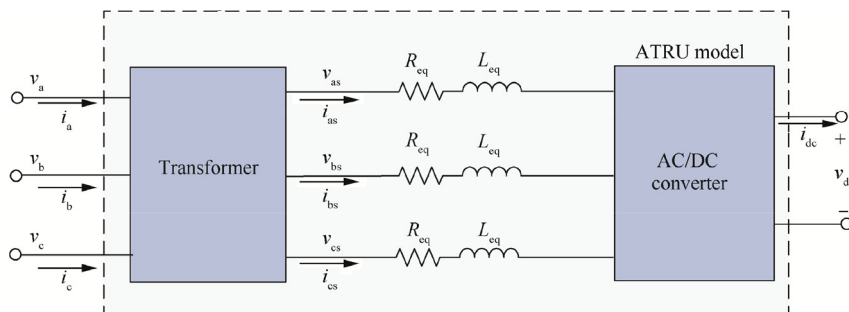 ATRU model
v_a
i_a
v_b
i_b
v_c
i_c
Transformer
v_as
i_as
v_bs
i_bs
v_cs
i_cs
R_eq
L_eq
R_eq
L_eq
R_eq
L_eq
AC/DC
converter
i_dc
+
v_d
−